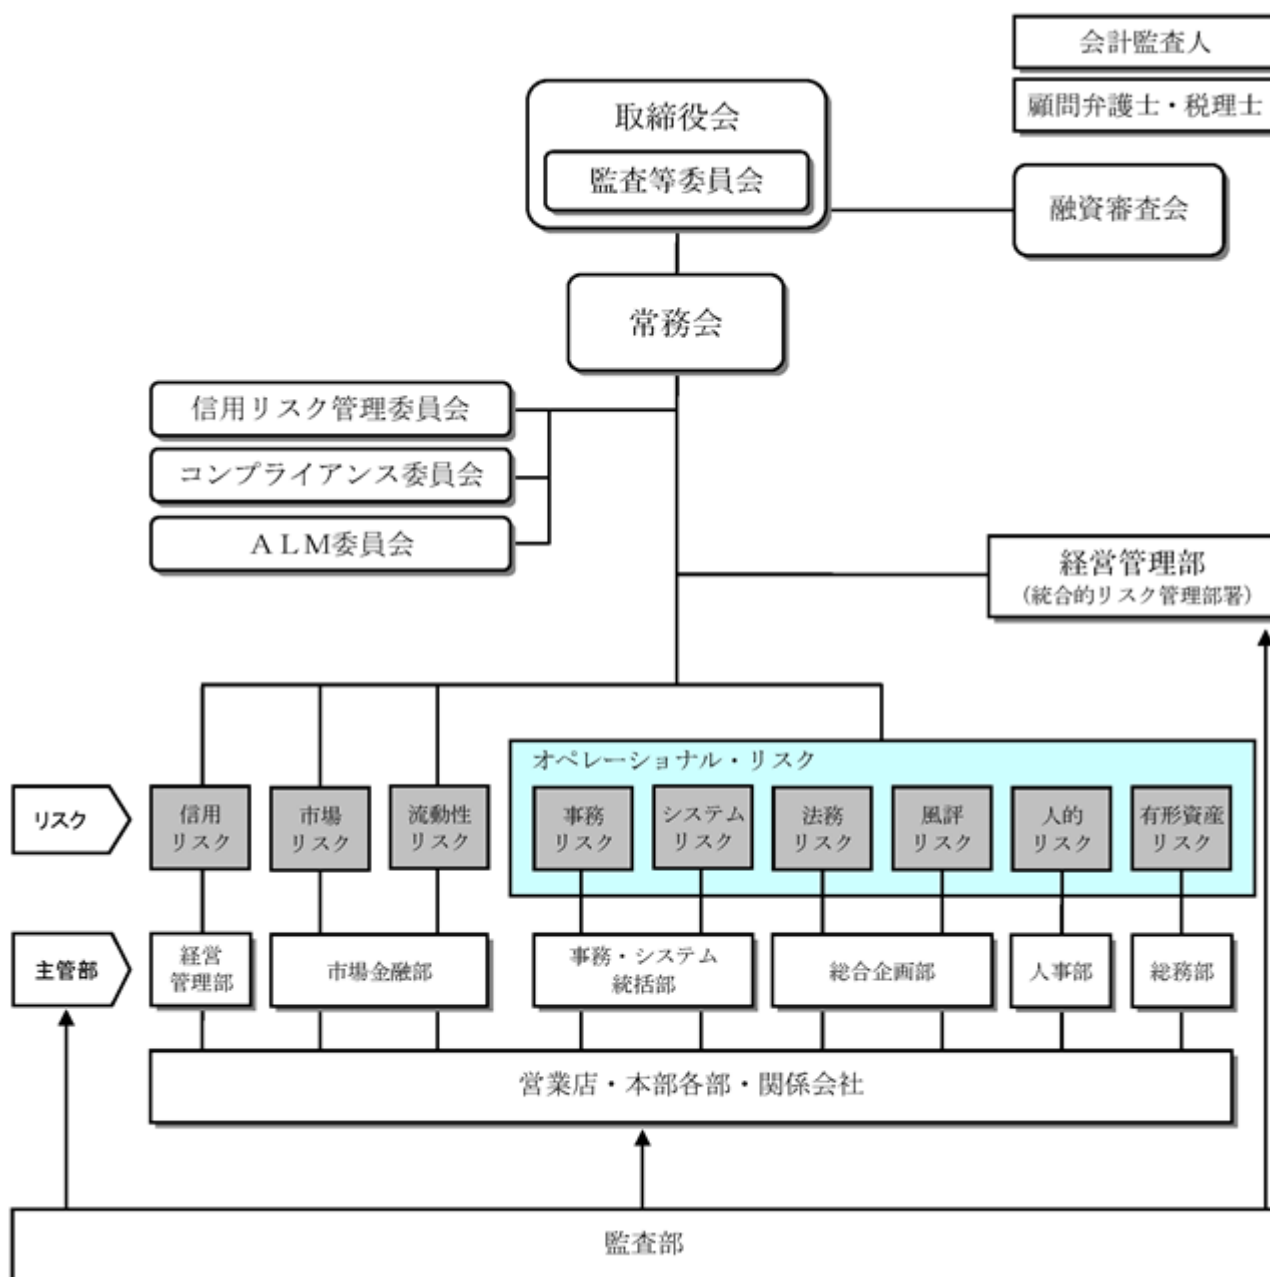 会計監査人
顧問弁護士・税理士
取締役会
監査等委員会
融資審査会
常務会
信用リスク管理委員会
コンプライアンス委員会
ＡＬＭ委員会
経営管理部
（統合的リスク管理部署）
オペレーショナル・リスク
リスク
信用
リスク
市場
リスク
流動性
リスク
事務
リスク
システム
リスク
法務
リスク
風評
リスク
人的
リスク
有形資産
リスク
主管部
経営
管理部
市場金融部
事務・システム
統括部
総合企画部
人事部
総務部
営業店・本部各部・関係会社
監査部